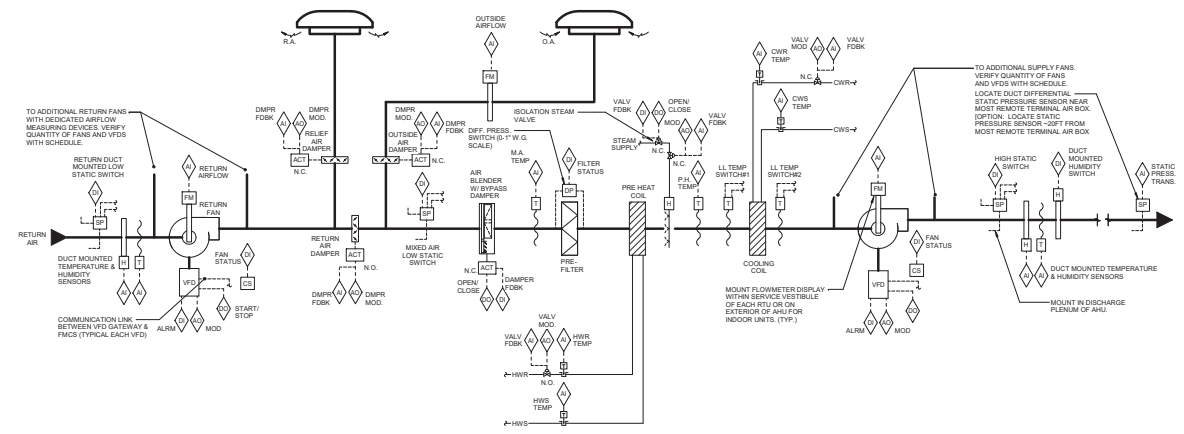 OUTSIDE
AIRFLOW
AI
FM
R.A.
O.A.
TO ADDITIONAL RETURN FANS
WITH DEDICATED AIRFLOW
MEASURING DEVICES. VERIFY
QUANTITY OF FANS AND VFDS
WITH SCHEDULE.
RETURN DUCT
MOUNTED LOW
STATIC SWITCH
DI
SP
RETURN
AIR
DUCT MOUNTED
TEMPERATURE &
HUMIDITY
SENSORS
H
T
AI
AI
RETURN
AIRFLOW
AI
FM
RETURN
FAN
FAN
STATUS
DI
CS
VFD
DO
START/
STOP
COMMUNICATION LINK
BETWEEN VFD GATEWAY &
FMCS (TYPICAL EACH VFD)
ALRM
DI
AO
MOD
DMPR
FDBK
DMPR
MOD.
AI
AO
RELIEF
AIR
DAMPER
ACT
N.C.
DMPR
MOD.
DMPR
FDBK
AO
AI
OUTSIDE
AIR
DAMPER
ACT
N.C.
RETURN
AIR
DAMPER
ACT
N.O.
AI
AO
DMPR
FDBK
DMPR
MOD.
DI
SP
MIXED AIR
LOW STATIC
SWITCH
AIR
BLENDER
W/ BYPASS
DAMPER
N.C.
ACT
OPEN/
CLOSE
DO
DI
DAMPER
FDBK
ISOLATION STEAM
VALVE
DIFF. PRESS.
SWITCH (0-1" W.G.
SCALE)
M.A.
TEMP
AI
T
DI
FILTER
STATUS
DP
PRE-
FILTER
VALV
FDBK
OPEN/
CLOSE
DI
DO
MOD
VALV
FDBK
AO
AI
STEAM
SUPPLY
N.C.
N.C.
PRE HEAT
COIL
H
P.H.
TEMP
AI
T
LL TEMP
SWITCH#1
DI
T
LL TEMP
SWITCH#2
DI
T
COOLING
COIL
AI
CWR
TEMP
T
VALV
MOD
VALV
FDBK
AO
AI
N.C.
CWR
AI
CWS
TEMP
T
CWS
VALV
MOD.
VALV
FDBK
AI
AO
AI
HWR
TEMP
T
HWR
N.O.
HWS
TEMP
AI
T
HWS
MOUNT FLOWMETER DISPLAY
WITHIN SERVICE VESTIBULE
OF EACH RTU OR ON
EXTERIOR OF AHU FOR
INDOOR UNITS. (TYP.)
AI
FM
DI
FAN
STATUS
CS
VFD
DO
ALRM
DI
AO
MOD
TO ADDITIONAL SUPPLY FANS.
VERIFY QUANTITY OF FANS
AND VFDS WITH SCHEDULE.
LOCATE DUCT DIFFERENTIAL
STATIC PRESSURE SENSOR NEAR
MOST REMOTE TERMINAL AIR BOX.
[OPTION: LOCATE STATIC
PRESSURE SENSOR ~20FT FROM
MOST REMOTE TERMINAL AIR BOX
HIGH STATIC
SWITCH
DI
SP
DI
DUCT
MOUNTED
HUMIDITY
SWITCH
H
H
T
AI
AI
DUCT MOUNTED TEMPERATURE
& HUMIDITY SENSORS
MOUNT IN DISCHARGE
PLENUM OF AHU.
AI
STATIC
PRESS.
TRANS.
SP